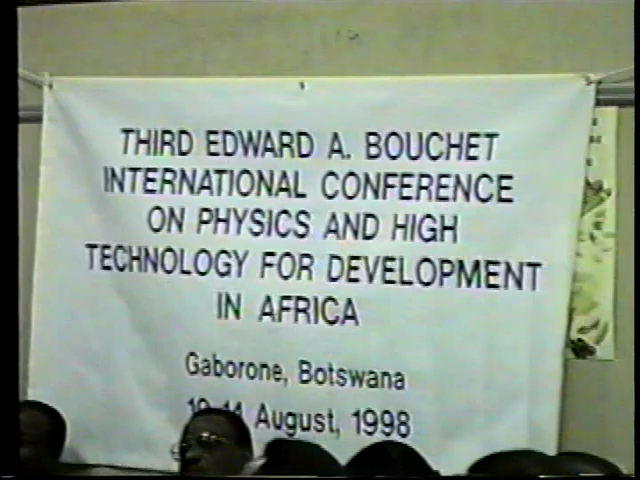 THIRD EDWARD A. BOUCHET
INTERNATIONAL CONFERENCE
ON PHYSICS AND HIGH
TECHNOLOGY FOR DEVELOPMENT
IN AFRICA
Gaborone, Botswana
August, 1998